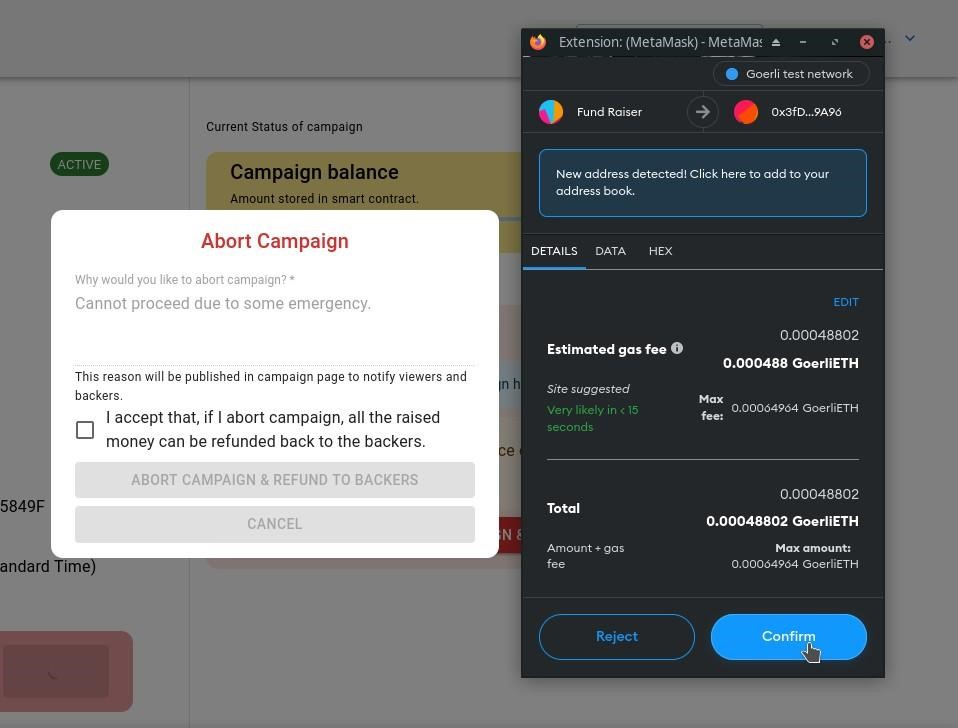 Extension: (MetaMask) - MetaMas
Goerli test network
Fund Raiser
0x3fD...9A96
New address detected! Click here to add to your
address book.
DETAILS DATA HEX
EDIT
0.00048802
Estimated gas fee
0.000488 GoerliETH
Site suggested
Very likely in < 15
seconds
Max
fee:
0.00064964 GoerliETH
0.00048802
Total
0.00048802 GoerliETH
Amount + gas
fee
Max amount:
0.00064964 GoerliETH
Reject
Confirm
Current Status of campaign
ACTIVE
Campaign balance
Amount stored in smart contract.
Abort Campaign
Why would you like to abort campaign? *
Cannot proceed due to some emergency.
This reason will be published in campaign page to notify viewers and
backers.
I accept that, if I abort campaign, all the raised
money can be refunded back to the backers.
ABORT CAMPAIGN & REFUND TO BACKERS
CANCEL
5849F
andard Time)